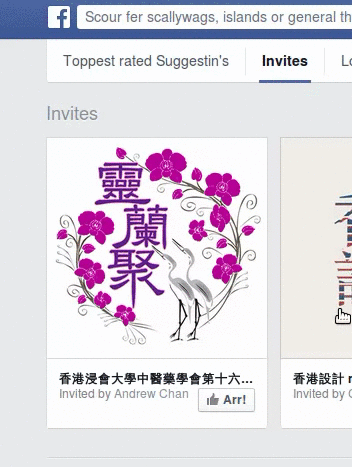 Scour fer scallywags, islands or general th
Toppest rated Suggestin's
Invites
Lo
Invites
靈
蘭
聚
香港浸會大學中醫藥學會第十六...
Invited by Andrew Chan
Arr!
香港設計 r
Invited by C